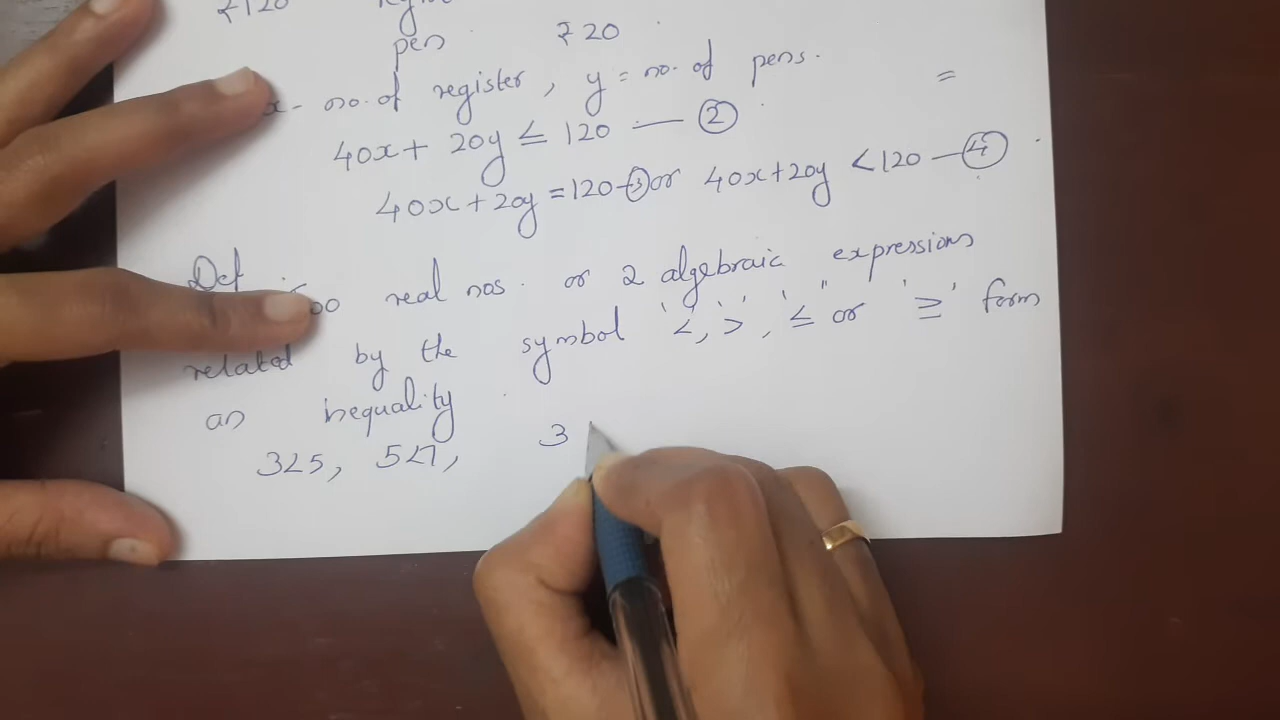 ₹120
pen ₹20
x- no. of register, y = no. of pens. =
40x + 20y ≤ 120 — ②
40x + 20y = 120 - ③ or 40x + 20y < 120 — ④
Def real nos. or 2 algebraic expressions
related by the symbol '<', '>', '≤' or '≥' form
an inequality
3<5, 5<7, 3